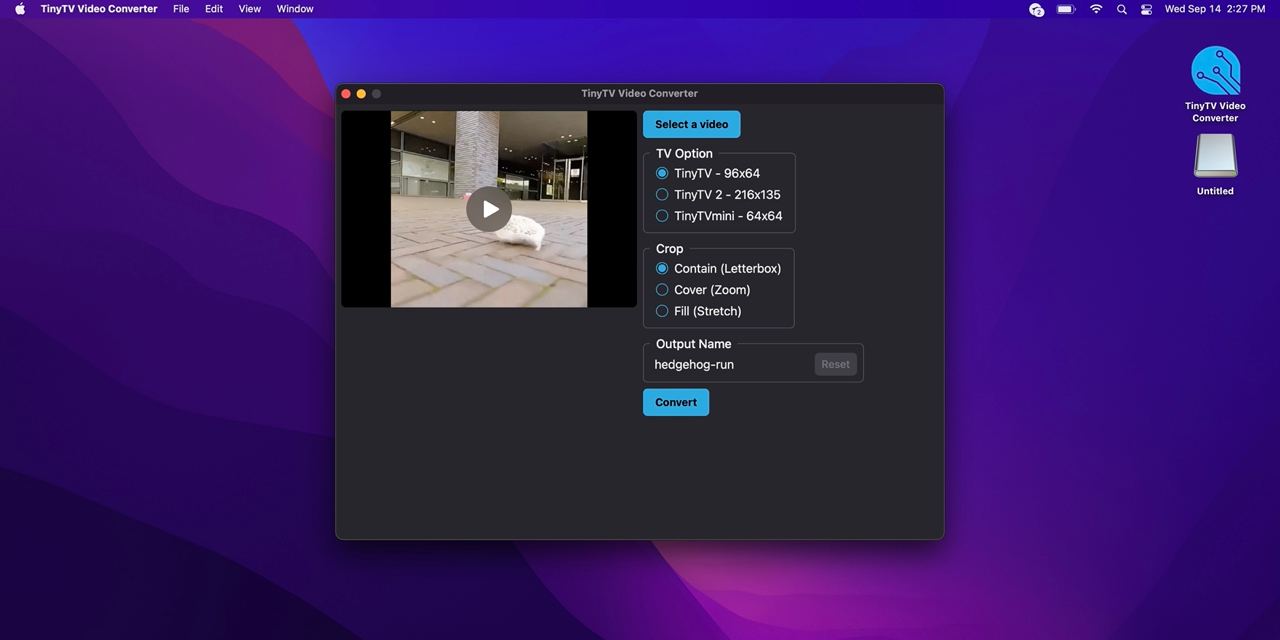 TinyTV Video Converter File Edit View Window Wed Sep 14 2:27 PM
TinyTV Video Converter
Select a video
TV Option
TinyTV - 96x64
TinyTV 2 - 216x135
TinyTVmini - 64x64
Crop
Contain (Letterbox)
Cover (Zoom)
Fill (Stretch)
Output Name
hedgehog-run Reset
Convert
TinyTV Video
Converter
Untitled